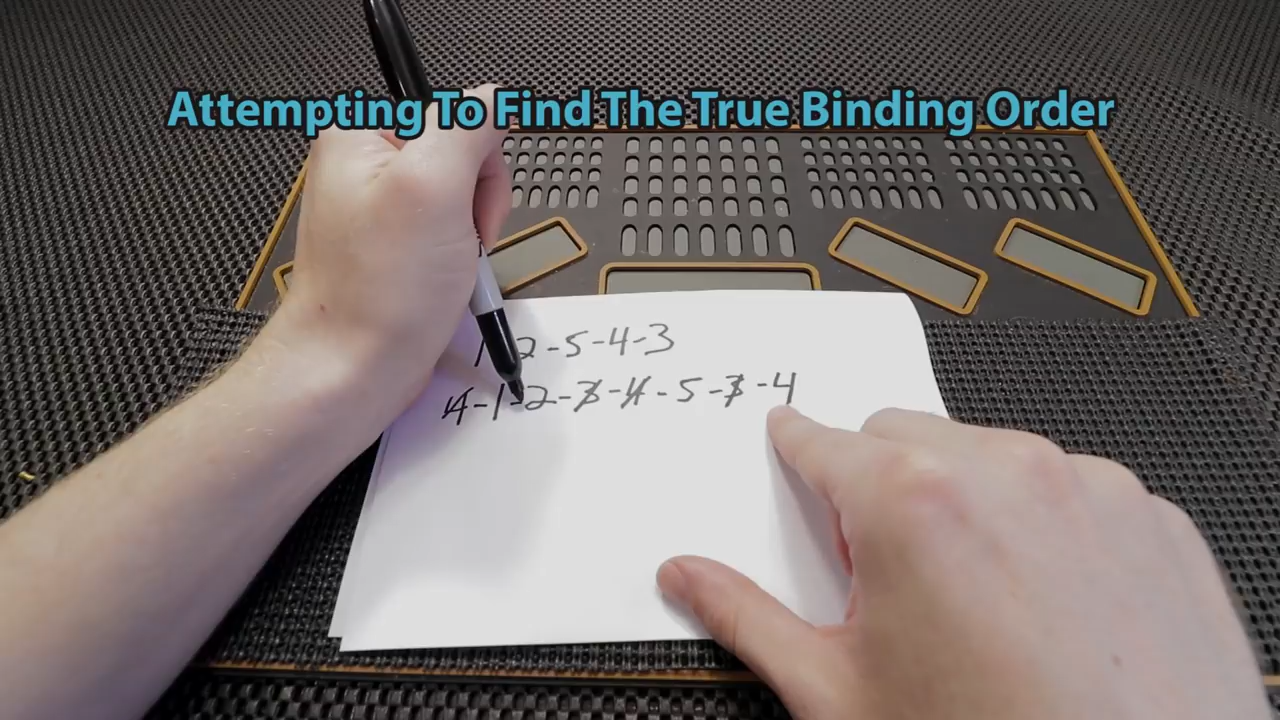 Attempting To Find The True Binding Order
1 2-5-4-3
4-1-2-3-4-5-3-4